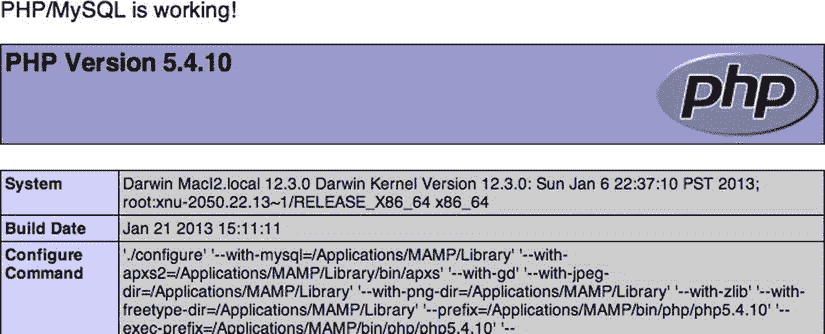 PHP/MySQL is working!
PHP Version 5.4.10
php
System
Darwin MacI2.local 12.3.0 Darwin Kernel Version 12.3.0: Sun Jan 6 22:37:10 PST 2013;
root:xnu-2050.22.13~1/RELEASE_X86_64 x86_64
Build Date
Jan 21 2013 15:11:11
Configure
Command
'./configure' '--with-mysql=/Applications/MAMP/Library' '--with-
apxs2=/Applications/MAMP/Library/bin/apxs' '--with-gd' '--with-jpeg-
dir=/Applications/MAMP/Library' '--with-png-dir=/Applications/MAMP/Library' '--with-zlib' '--with-
freetype-dir=/Applications/MAMP/Library' '--prefix=/Applications/MAMP/bin/php/php5.4.10' '--
exec-prefix=/Applications/MAMP/bin/php/php5.4.10' '--